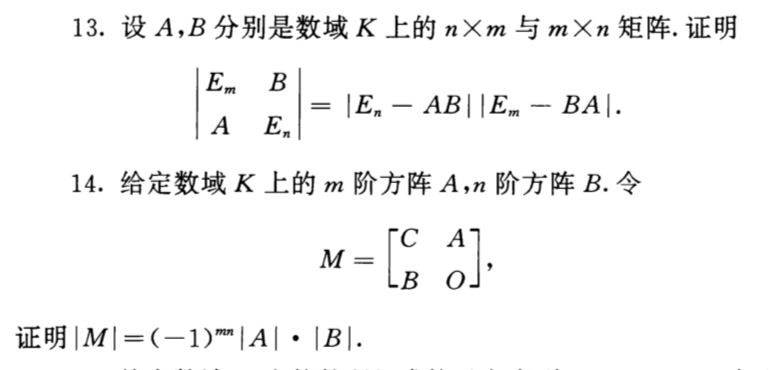 13. 设 A,B 分别是数域 K 上的 n×m 与 m×n 矩阵. 证明
|E_m B; A E_n| = |E_n − AB||E_m − BA|.
14. 给定数域 K 上的 m 阶方阵 A,n 阶方阵 B. 令
M = [C A; B O],
证明|M|=(−1)^{mn}|A|·|B|.